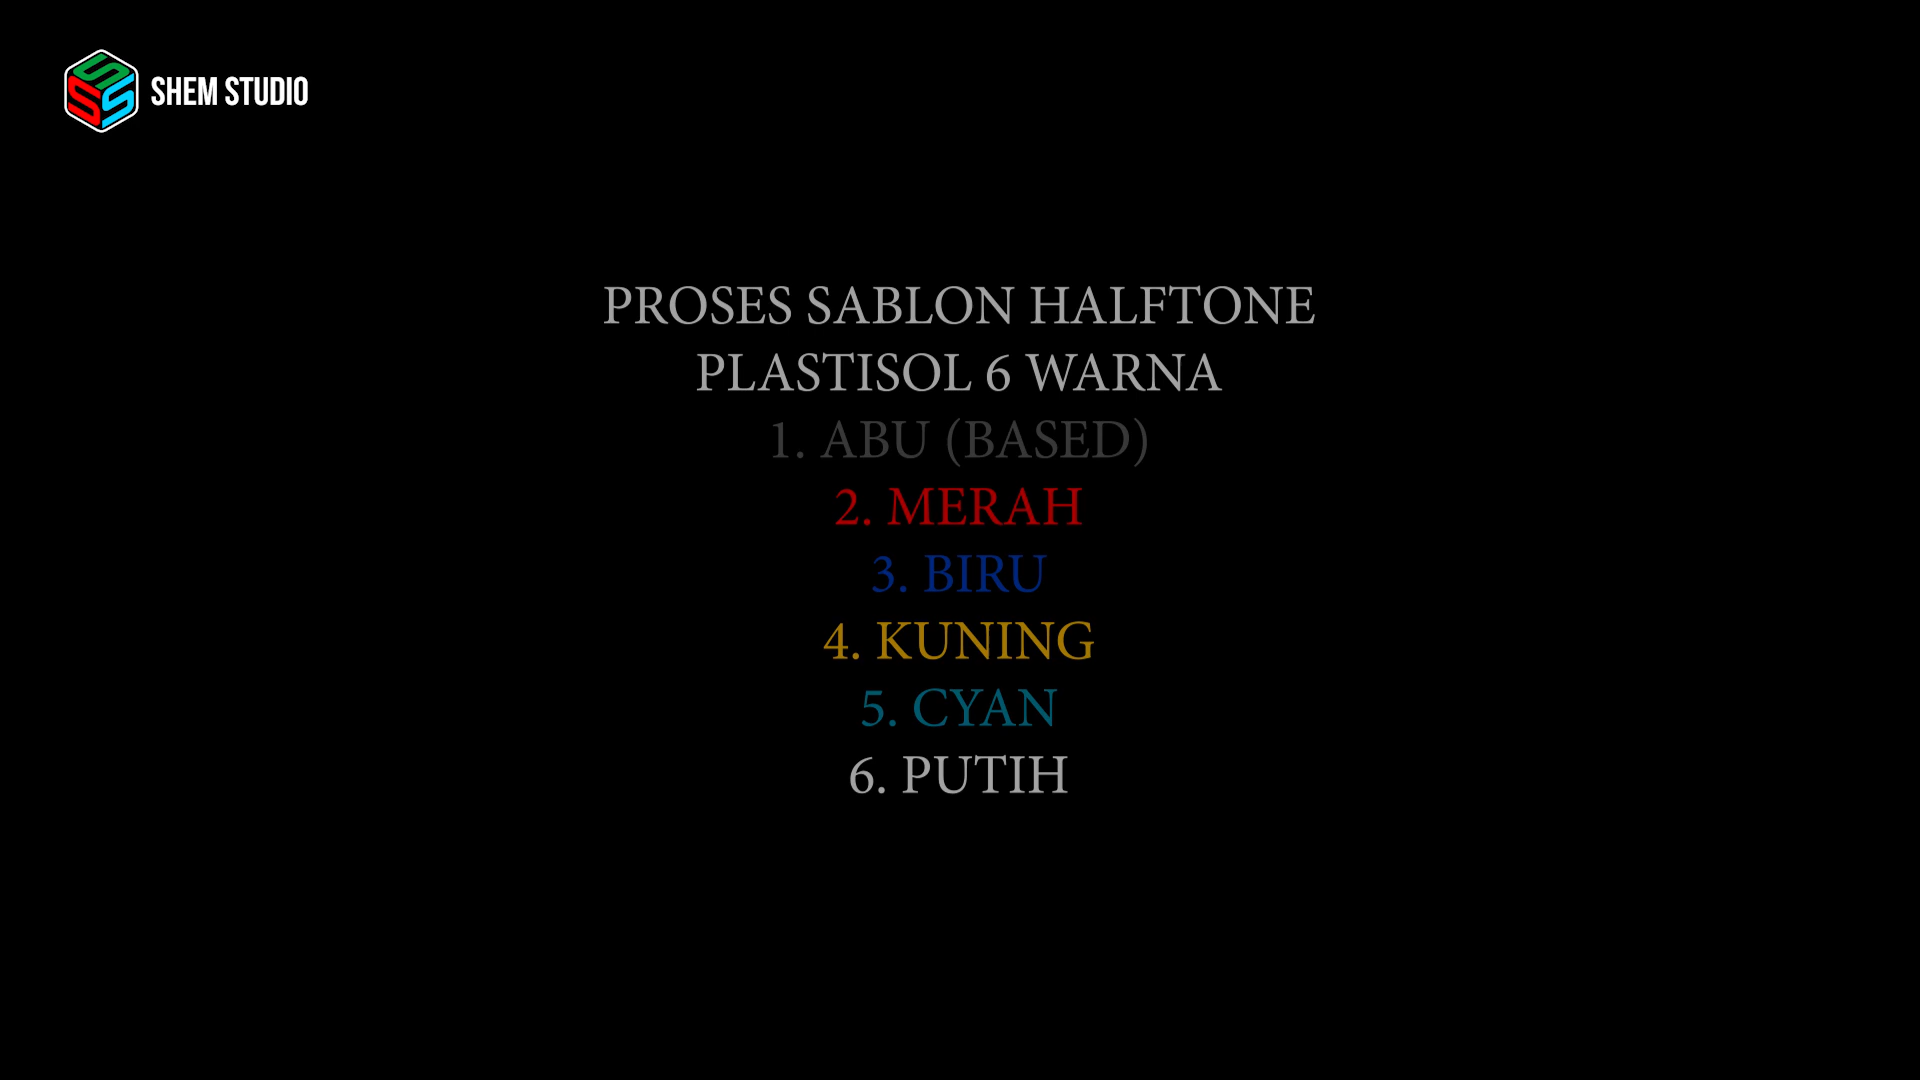 SHEM STUDIO
PROSES SABLON HALFTONE
PLASTISOL 6 WARNA
1. ABU (BASED)
2. MERAH
3. BIRU
4. KUNING
5. CYAN
6. PUTIH